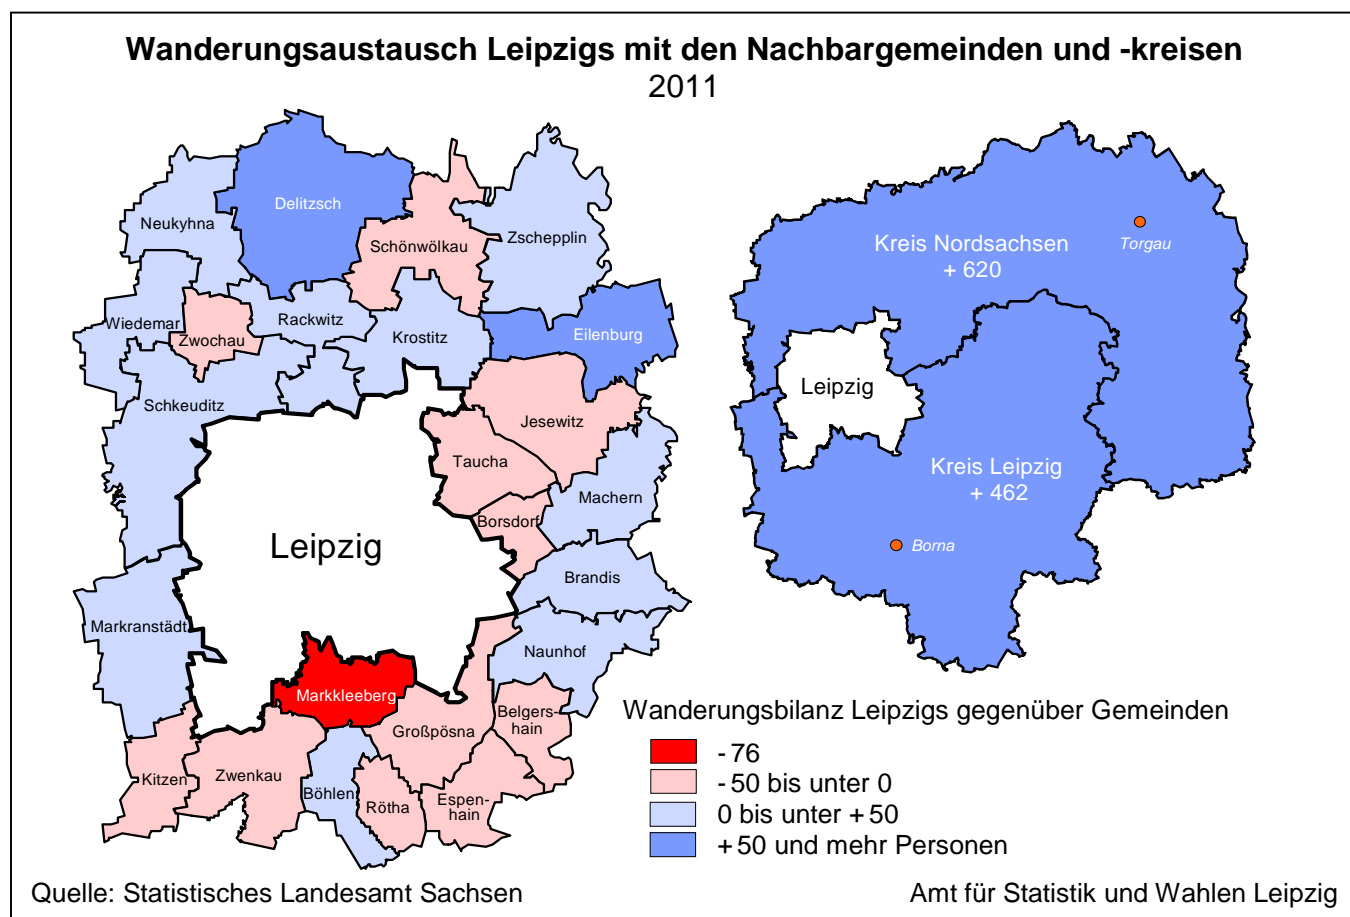 Wanderungsaustausch Leipzigs mit den Nachbargemeinden und -kreisen
2011
Delitzsch
Neukyhna
Schönwölkau
Zschepplin
Wiedemar
Rackwitz
Zwochau
Krostitz
Eilenburg
Schkeuditz
Jesewitz
Taucha
Machern
Borsdorf
Leipzig
Brandis
Markranstädt
Naunhof
Markkleeberg
Großpösna
Belgers-
hain
Kitzen
Zwenkau
Böhlen
Rötha
Espen-
hain
Kreis Nordsachsen
+ 620
Torgau
Leipzig
Kreis Leipzig
+ 462
Borna
Wanderungsbilanz Leipzigs gegenüber Gemeinden
- 76
- 50 bis unter 0
0 bis unter + 50
+ 50 und mehr Personen
Quelle: Statistisches Landesamt Sachsen
Amt für Statistik und Wahlen Leipzig